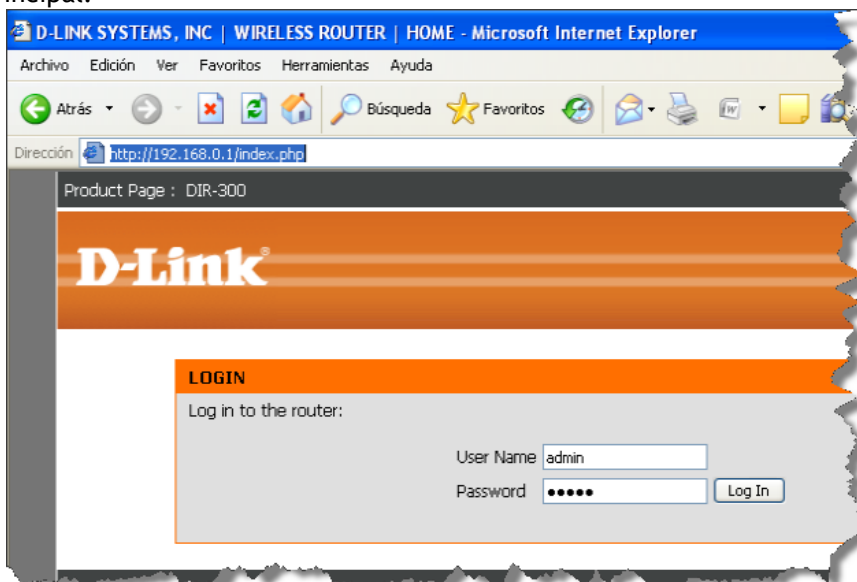 D-LINK SYSTEMS, INC | WIRELESS ROUTER | HOME - Microsoft Internet Explorer
Archivo Edición Ver Favoritos Herramientas Ayuda
Atrás Búsqueda Favoritos
Dirección http://192.168.0.1/index.php
Product Page : DIR-300
D-Link®
LOGIN
Log in to the router:
User Name admin
Password •••••
Log In